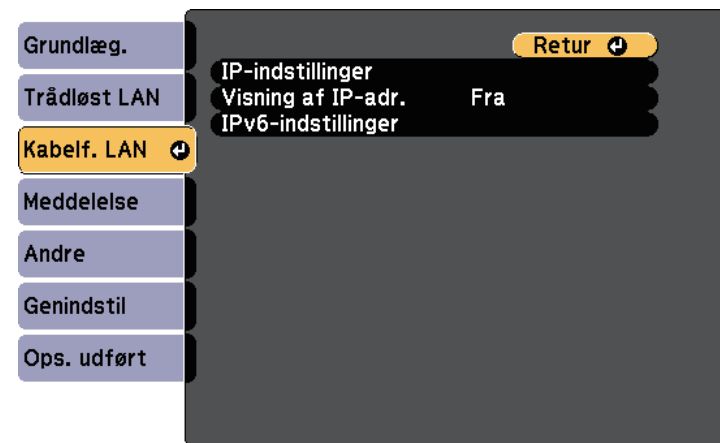 Grundlæg.
Trådløst LAN
Kabelf. LAN
Meddelelse
Andre
Genindstil
Ops. udført
Retur
IP-indstillinger
Visning af IP-adr. Fra
IPv6-indstillinger